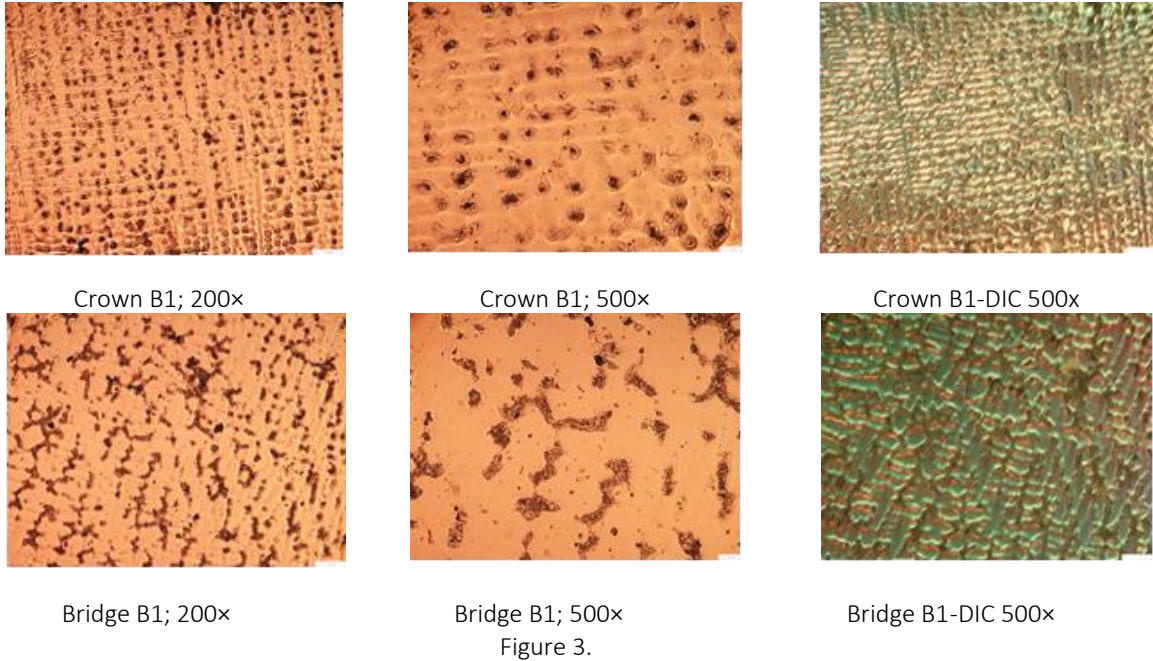 Crown B1; 200×
Crown B1; 500×
Crown B1-DIC 500x
Bridge B1; 200×
Bridge B1; 500×
Bridge B1-DIC 500×
Figure 3.